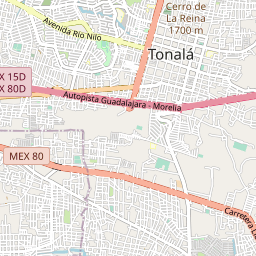 Cerro de
La Reina
1700 m
Avenida Río Nilo
Tonalá
X 15D
X 80D
Autopista Guadalajara - Morelia
MEX 80
Carretera L